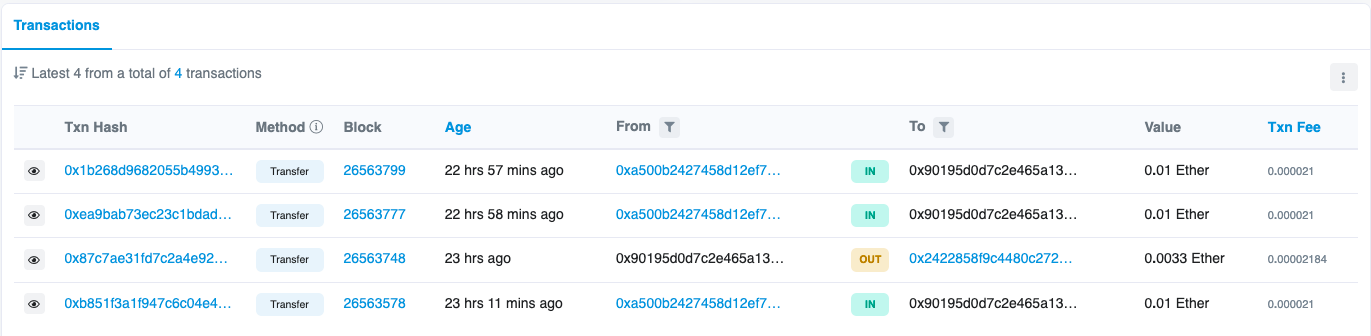 Transactions
Latest 4 from a total of 4 transactions
Txn Hash Method Block Age From To Value Txn Fee
0x1b268d9682055b4993... Transfer 26563799 22 hrs 57 mins ago 0xa500b2427458d12ef7... IN 0x90195d0d7c2e465a13... 0.01 Ether 0.000021
0xea9bab73ec23c1bdad... Transfer 26563777 22 hrs 58 mins ago 0xa500b2427458d12ef7... IN 0x90195d0d7c2e465a13... 0.01 Ether 0.000021
0x87c7ae31fd7c2a4e92... Transfer 26563748 23 hrs ago 0x90195d0d7c2e465a13... OUT 0x2422858f9c4480c272... 0.0033 Ether 0.00002184
0xb851f3a1f947c6c04e4... Transfer 26563578 23 hrs 11 mins ago 0xa500b2427458d12ef7... IN 0x90195d0d7c2e465a13... 0.01 Ether 0.000021